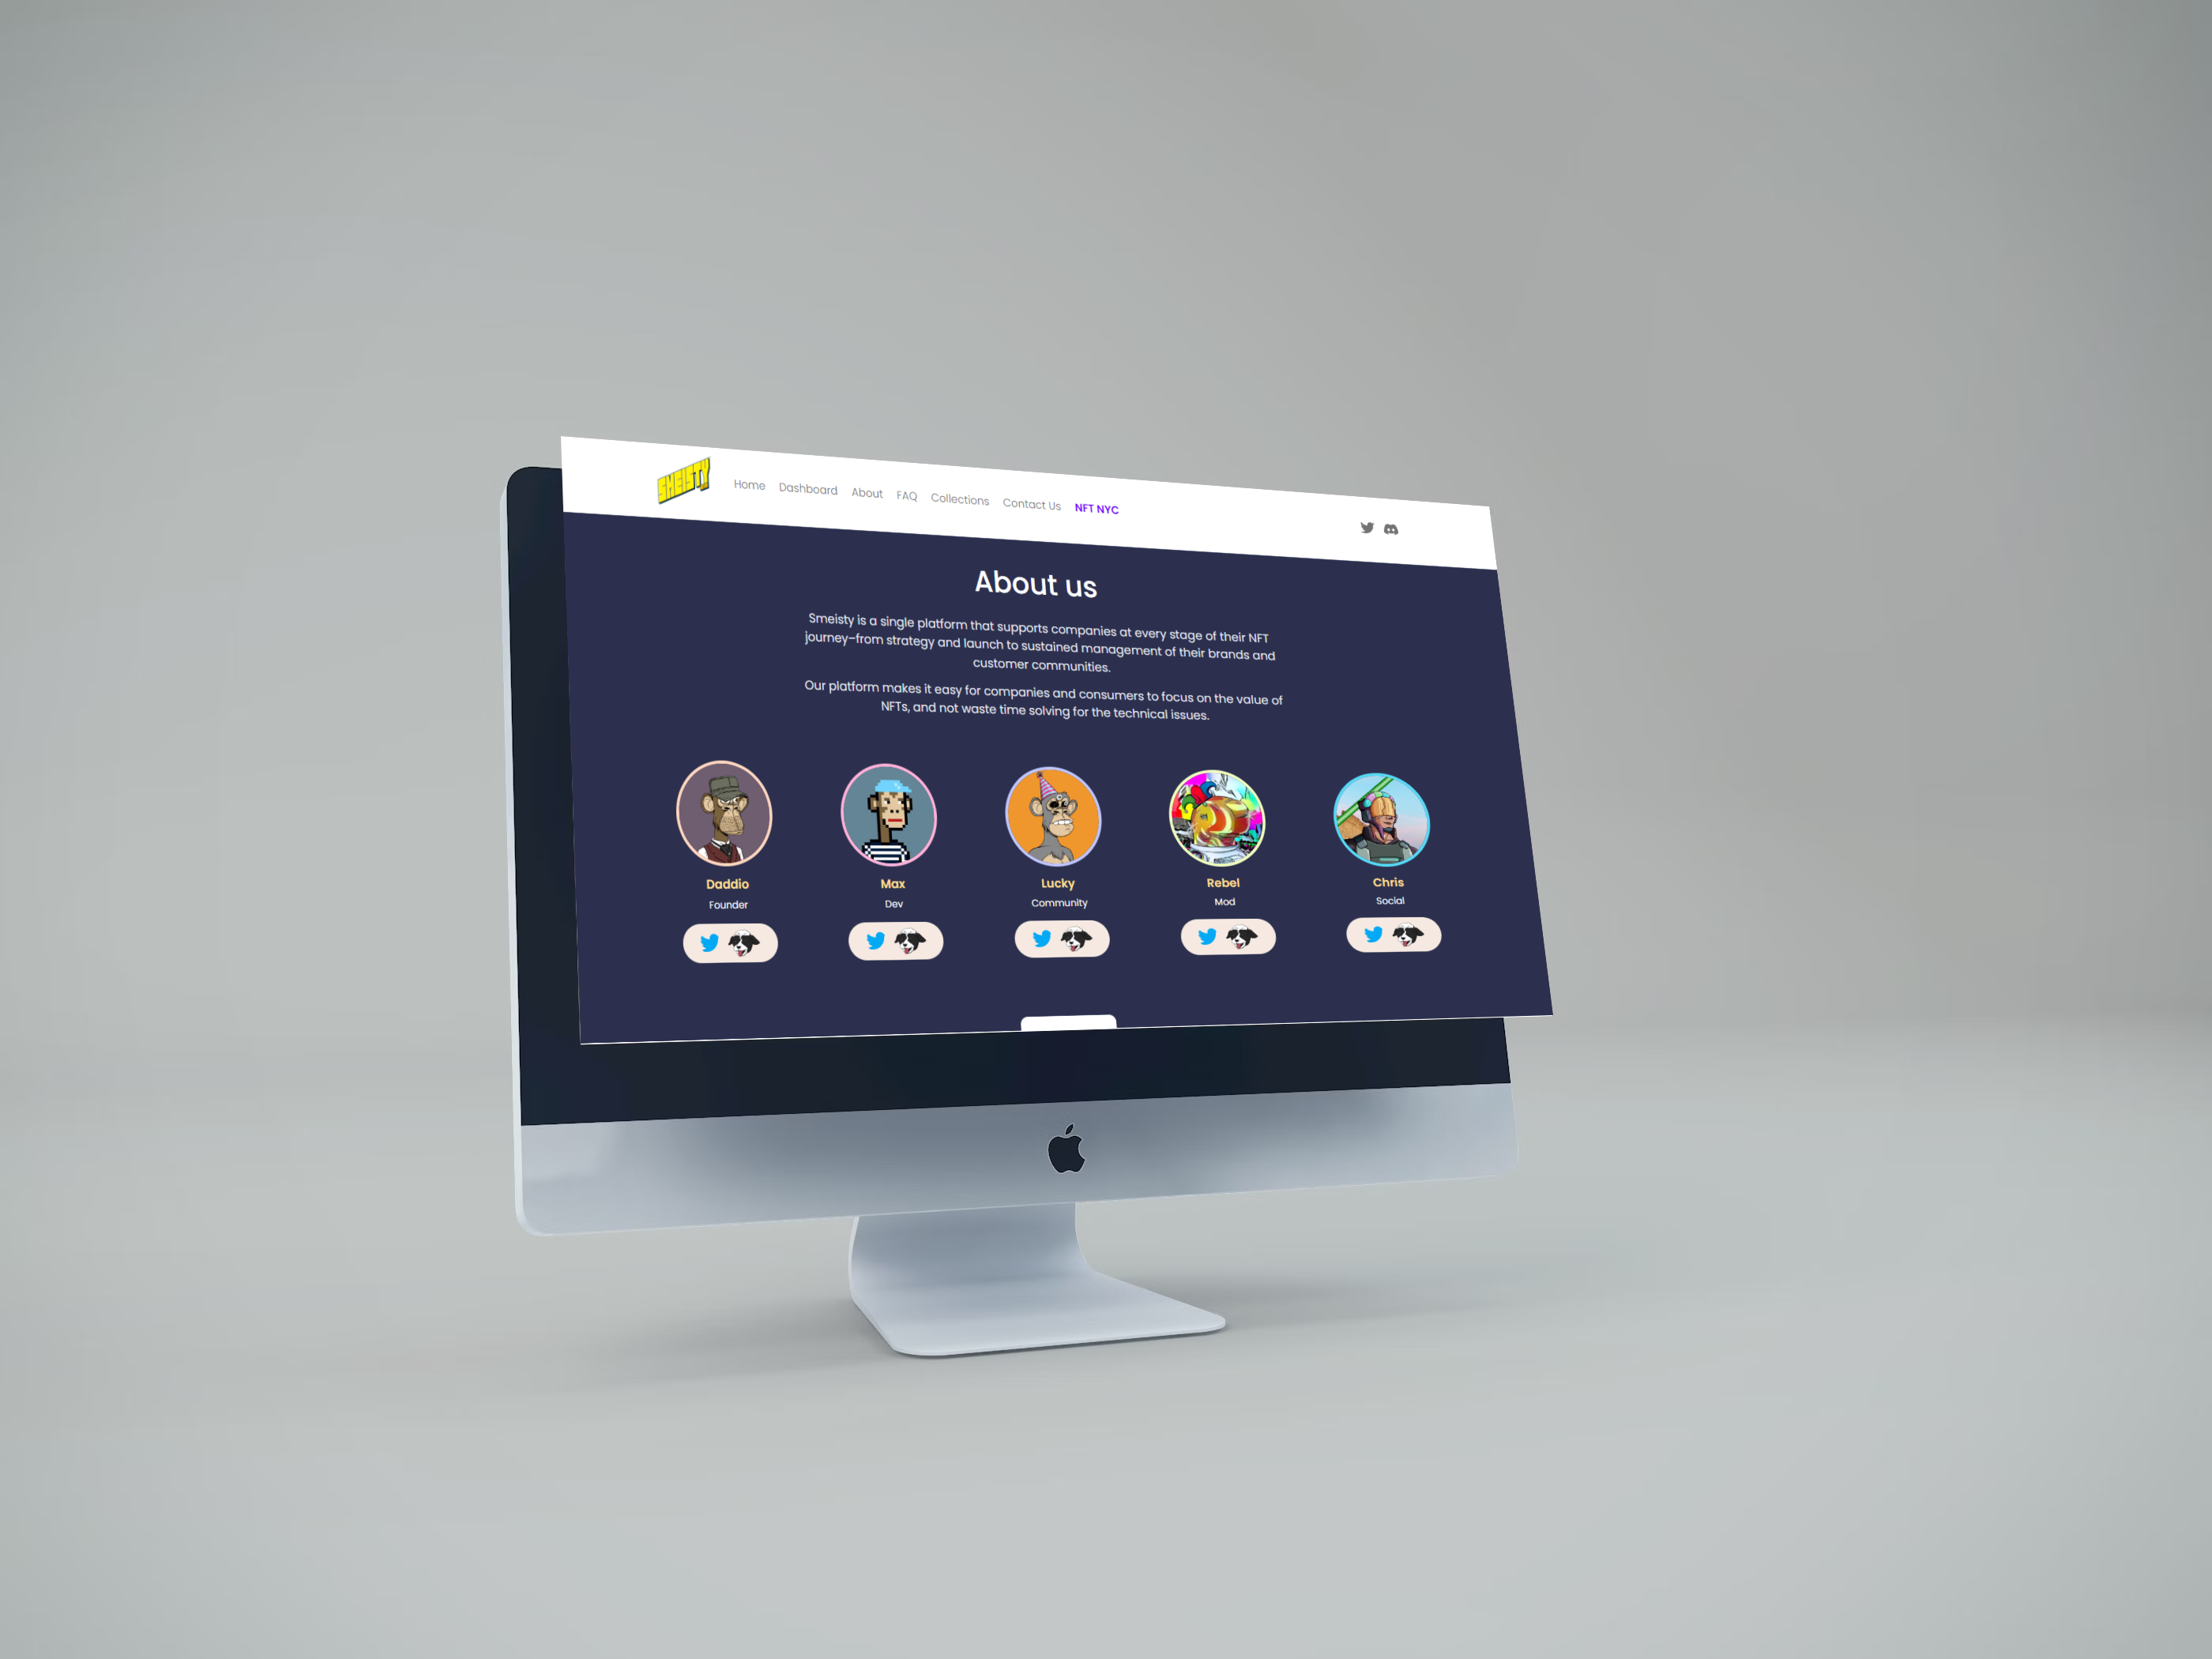 SMEISTY
Home Dashboard About FAQ Collections Contact Us NFT NYC
About us
Smeisty is a single platform that supports companies at every stage of their NFT
journey–from strategy and launch to sustained management of their brands and
customer communities.
Our platform makes it easy for companies and consumers to focus on the value of
NFTs, and not waste time solving for the technical issues.
Daddio Max Lucky Rebel Chris
Founder Dev Community Mod Social